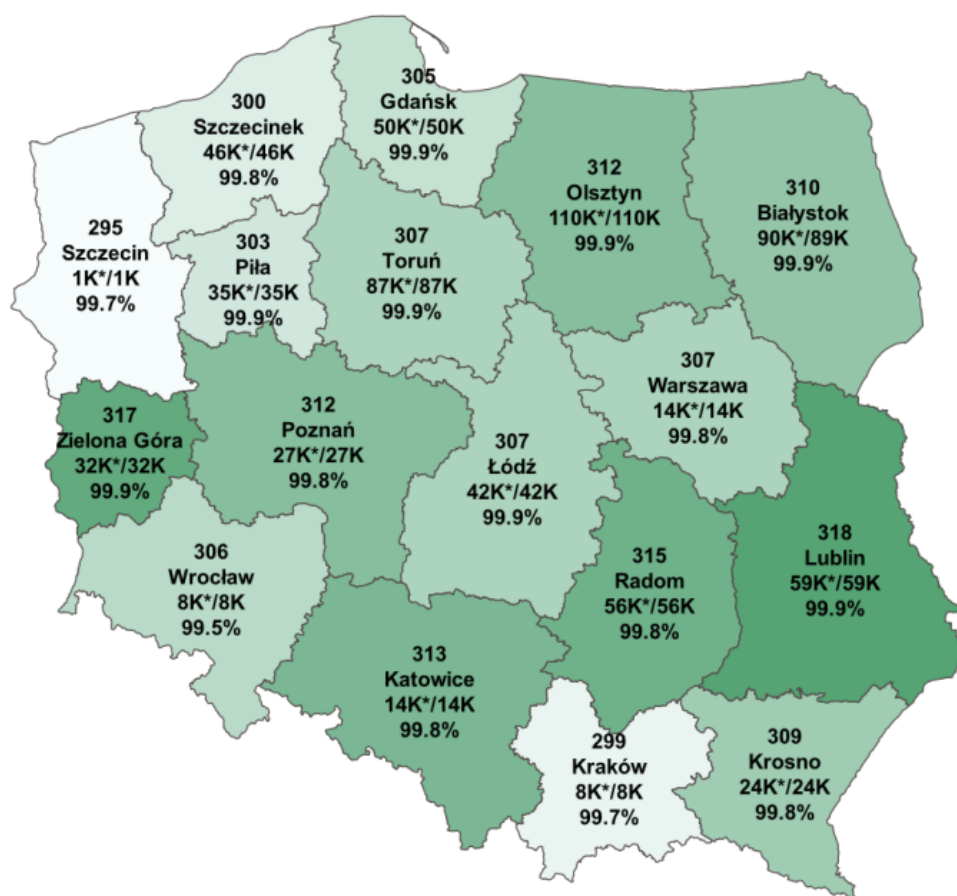 305
Gdańsk
50K*/50K
99.9%
300
Szczecinek
46K*/46K
99.8%
312
Olsztyn
110K*/110K
99.9%
310
Białystok
90K*/89K
99.9%
295
Szczecin
1K*/1K
99.7%
303
Piła
35K*/35K
99.9%
307
Toruń
87K*/87K
99.9%
307
Warszawa
14K*/14K
99.8%
317
Zielona Góra
32K*/32K
99.9%
312
Poznań
27K*/27K
99.8%
307
Łódź
42K*/42K
99.9%
306
Wrocław
8K*/8K
99.5%
315
Radom
56K*/56K
99.8%
318
Lublin
59K*/59K
99.9%
313
Katowice
14K*/14K
99.8%
299
Kraków
8K*/8K
99.7%
309
Krosno
24K*/24K
99.8%